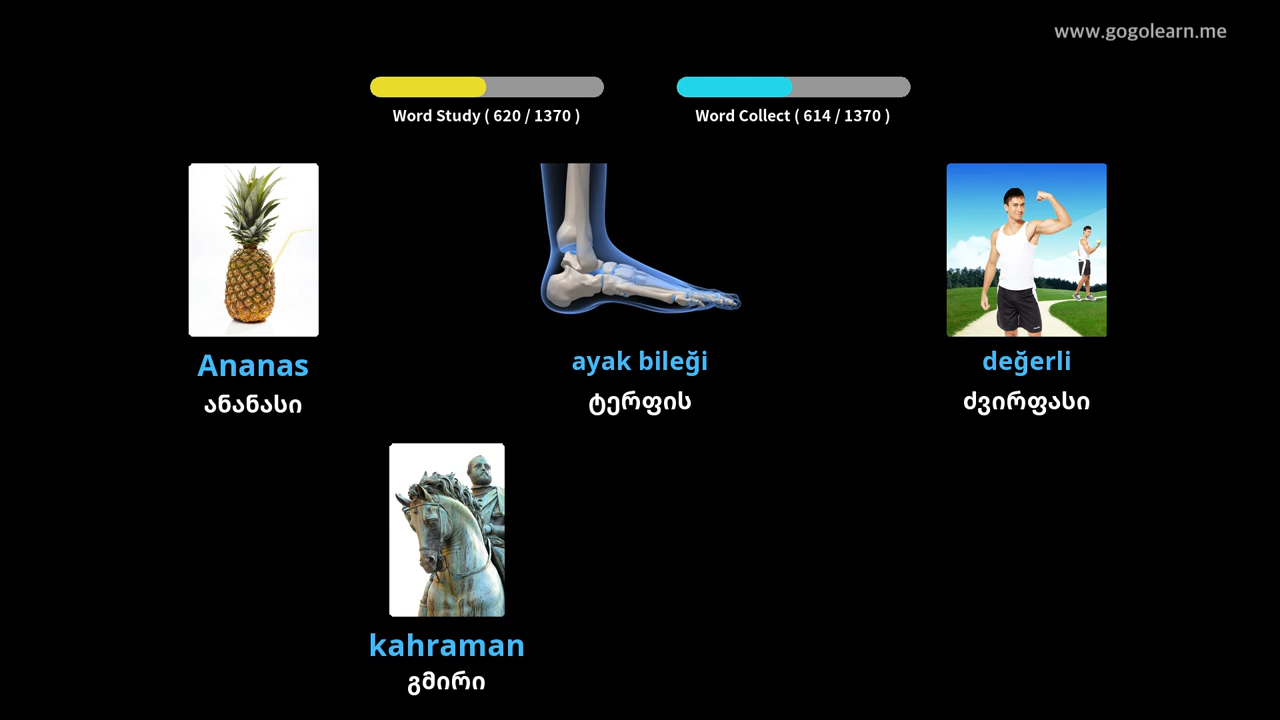 www.gogolearn.me
Word Study ( 620 / 1370 )
Word Collect ( 614 / 1370 )
Ananas
ანანასი
ayak bileği
ტერფის
değerli
ძვირფასი
kahraman
გმირი